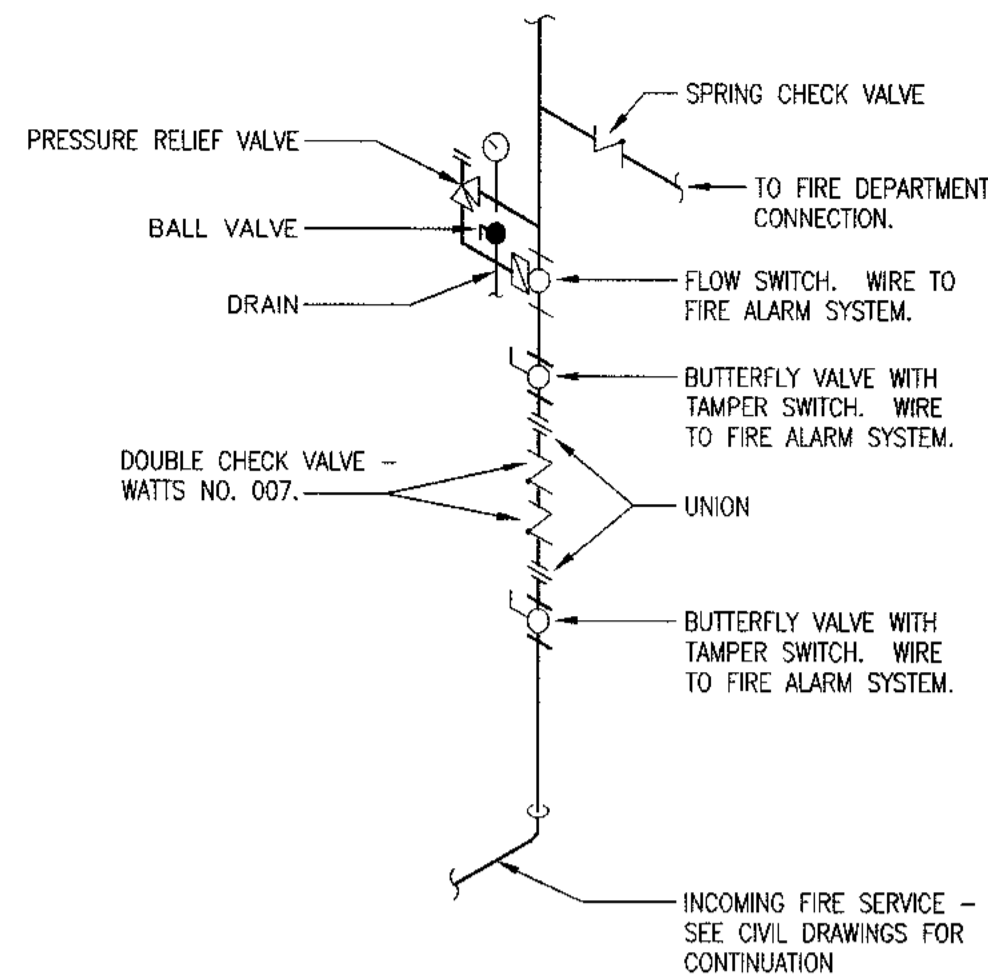 SPRING CHECK VALVE
PRESSURE RELIEF VALVE
TO FIRE DEPARTMENT
CONNECTION.
BALL VALVE
FLOW SWITCH. WIRE TO
FIRE ALARM SYSTEM.
DRAIN
BUTTERFLY VALVE WITH
TAMPER SWITCH. WIRE
TO FIRE ALARM SYSTEM.
DOUBLE CHECK VALVE –
WATTS NO. 007.
UNION
BUTTERFLY VALVE WITH
TAMPER SWITCH. WIRE
TO FIRE ALARM SYSTEM.
INCOMING FIRE SERVICE –
SEE CIVIL DRAWINGS FOR
CONTINUATION